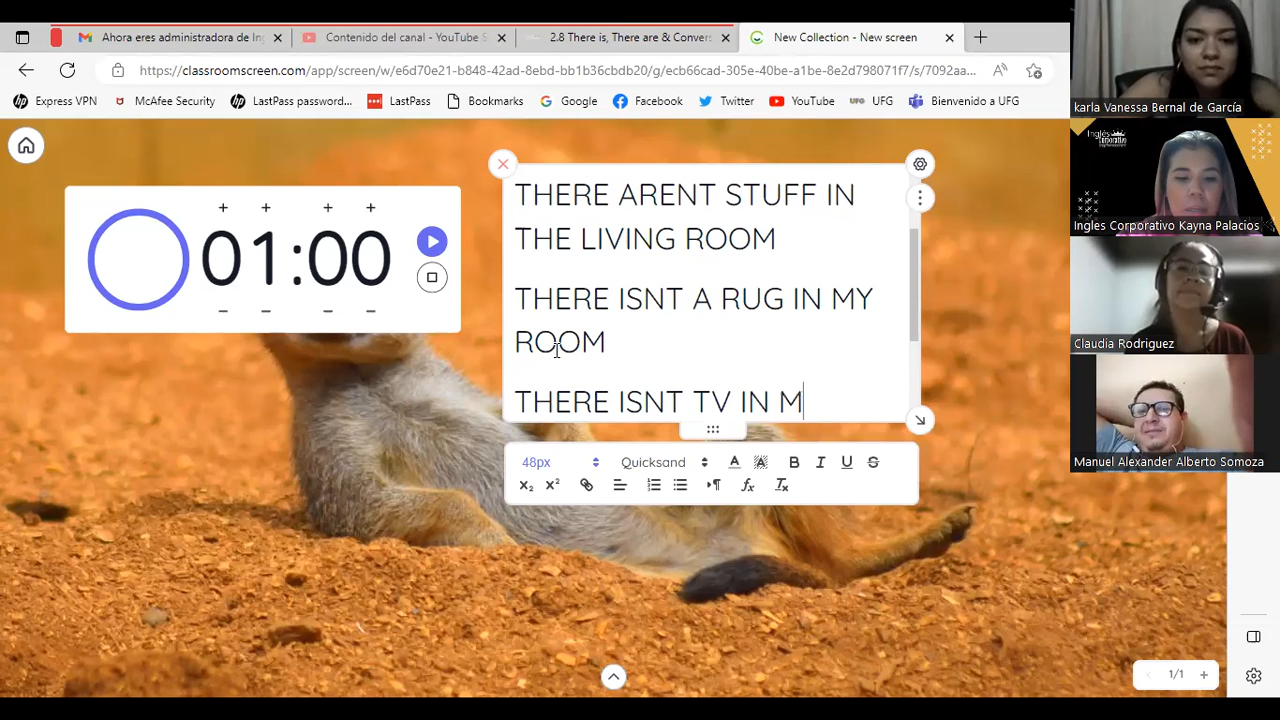 Ahora eres administradora de Ing
Contenido del canal - YouTube S
2.8 There is, There are & Convers
New Collection - New screen
https://classroomscreen.com/app/screen/w/e6d70e21-b848-42ad-8ebd-bb1b36cbdb20/g/ecb66cad-305e-40be-a1be-8e2d798071f7/s/7092aa...
Express VPN
McAfee Security
LastPass password...
LastPass
Bookmarks
Google
Facebook
Twitter
YouTube
UFG
Bienvenido a UFG
01:00
THERE ARENT STUFF IN
THE LIVING ROOM
THERE ISNT A RUG IN MY
ROOM
THERE ISNT TV IN M
48px
Quicksand
1/1
karla Vanessa Bernal de García
Inglés
Corporativo
Ingles Corporativo Kayna Palacios
Claudia Rodriguez
Manuel Alexander Alberto Somoza